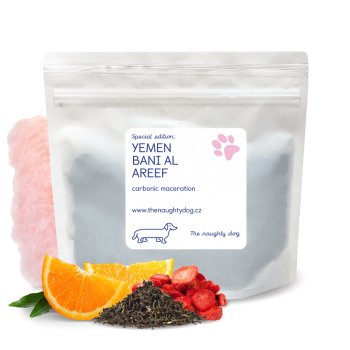 Special edition:
YEMEN
BANI AL
AREEF
carbonic maceration
www.thenaughtydog.cz
The naughty dog